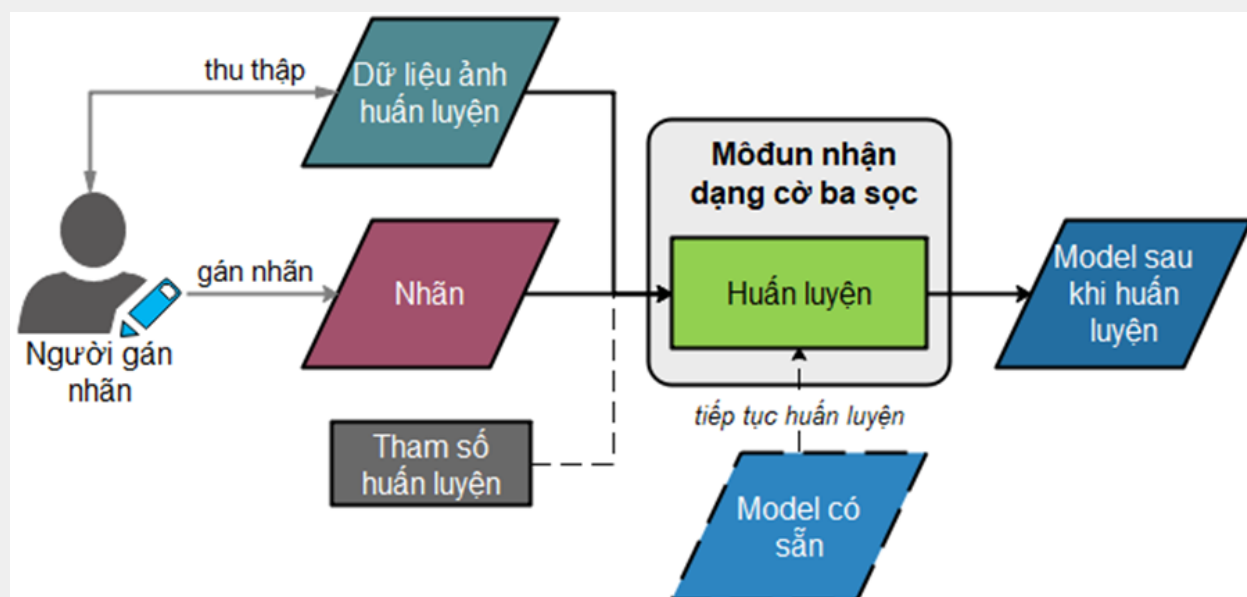 thu thập
Dữ liệu ảnh
huấn luyện
Môđun nhận
dạng cờ ba sọc
gán nhãn
Nhãn
Huấn luyện
Model sau
khi huấn
luyện
Người gán
nhãn
tiếp tục huấn luyện
Tham số
huấn luyện
Model có
sẵn